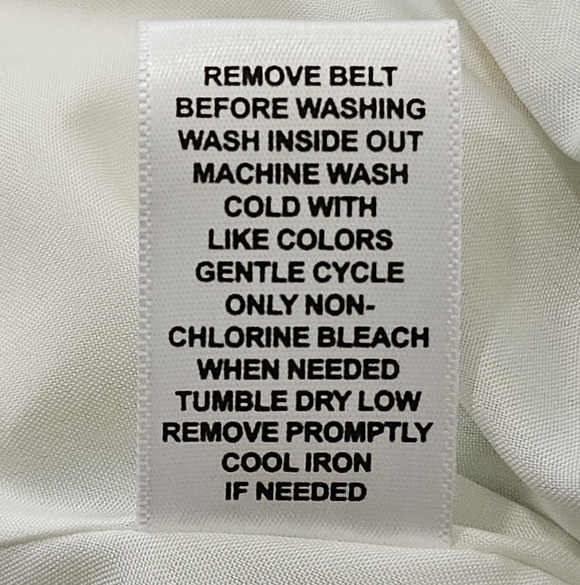 REMOVE BELT
BEFORE WASHING
WASH INSIDE OUT
MACHINE WASH
COLD WITH
LIKE COLORS
GENTLE CYCLE
ONLY NON-
CHLORINE BLEACH
WHEN NEEDED
TUMBLE DRY LOW
REMOVE PROMPTLY
COOL IRON
IF NEEDED